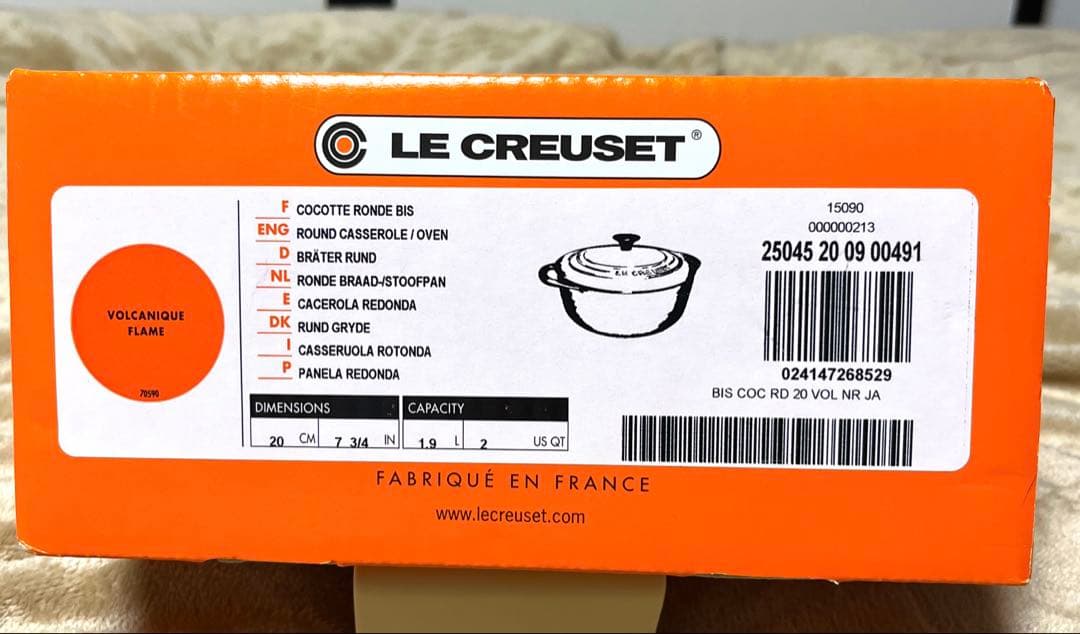 LE CREUSET®
VOLCANIQUE
FLAME
70590
F COCOTTE RONDE BIS
ENG ROUND CASSEROLE / OVEN
D BRÄTER RUND
NL RONDE BRAAD-/STOOFPAN
E CACEROLA REDONDA
DK RUND GRYDE
I CASSERUOLA ROTONDA
P PANELA REDONDA
DIMENSIONS CAPACITY
20 CM 7 3/4 IN 1.9 L 2 US QT
LE CREUSET
15090
000000213
25045 20 09 00491
024147268529
BIS COC RD 20 VOL NR JA
FABRIQUÉ EN FRANCE
www.lecreuset.com